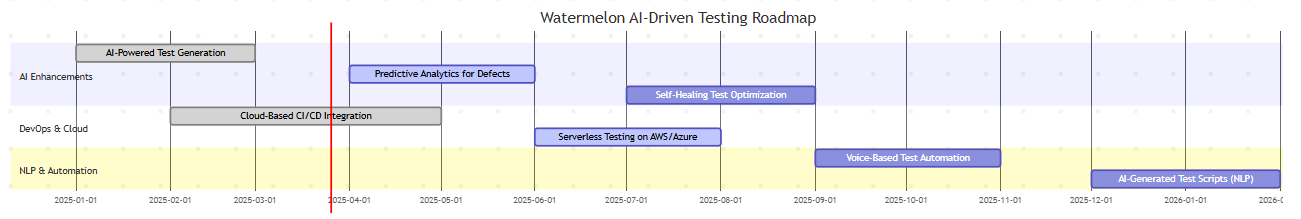 Watermelon AI-Driven Testing Roadmap
AI-Powered Test Generation
AI Enhancements
Predictive Analytics for Defects
Self-Healing Test Optimization
Cloud-Based CI/CD Integration
DevOps & Cloud
Serverless Testing on AWS/Azure
Voice-Based Test Automation
NLP & Automation
AI-Generated Test Scripts (NLP)
2025-01-01 2025-02-01 2025-03-01 2025-04-01 2025-05-01 2025-06-01 2025-07-01 2025-08-01 2025-09-01 2025-10-01 2025-11-01 2025-12-01 2026-01-01 2026-0